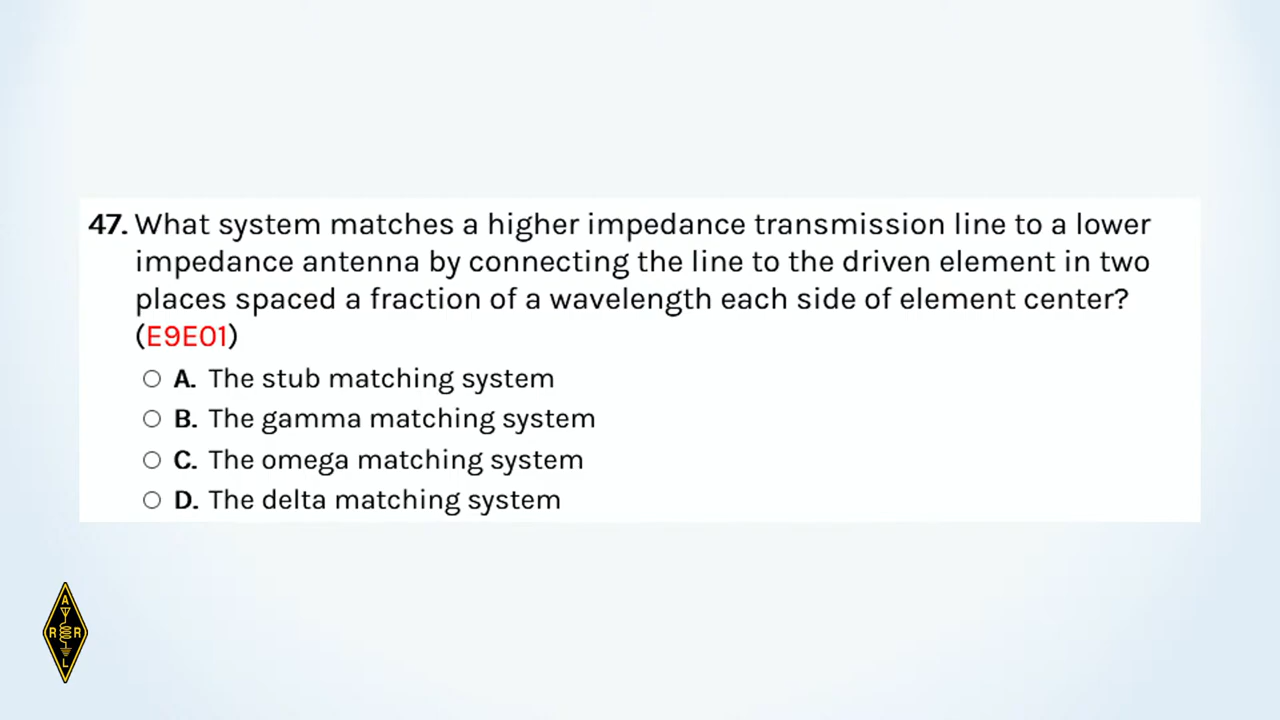 47. What system matches a higher impedance transmission line to a lower
impedance antenna by connecting the line to the driven element in two
places spaced a fraction of a wavelength each side of element center?
(E9E01)
A. The stub matching system
B. The gamma matching system
C. The omega matching system
D. The delta matching system
A
R R
L